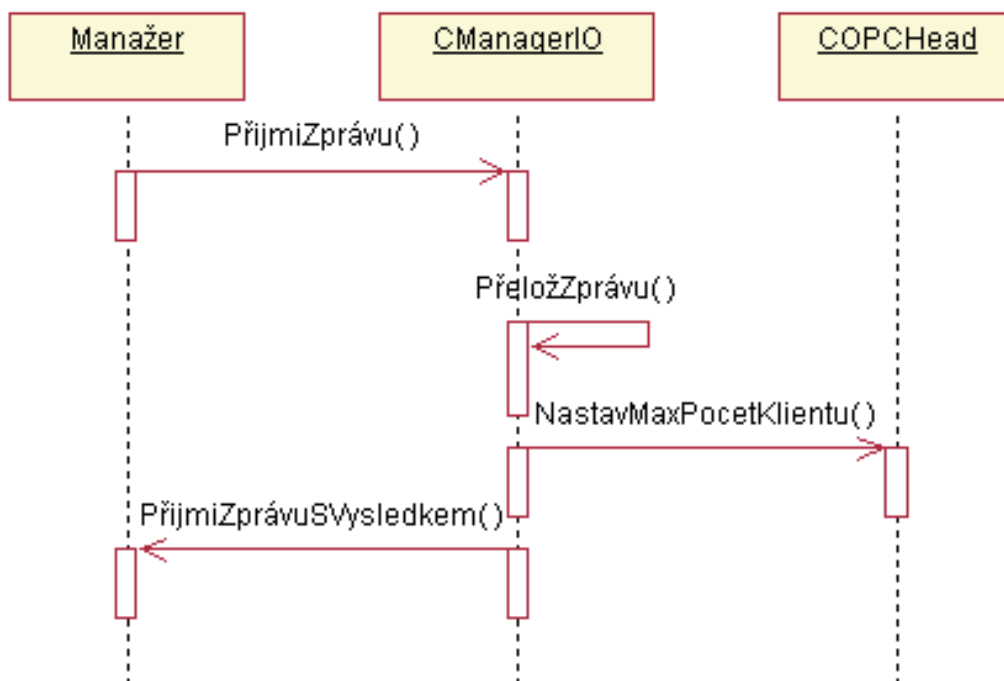 Manažer
CManagerIO
COPCHead
PřijmiZprávu()
PřeložZprávu()
NastavMaxPocetKlientu()
PřijmiZprávuSVysledkem()